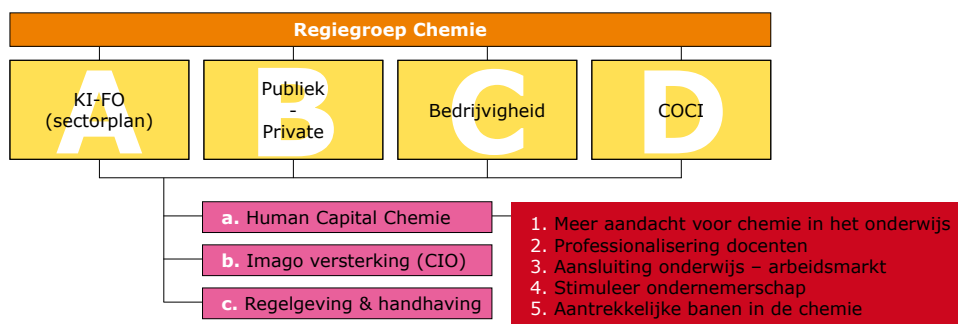 Regiegroep Chemie
A
KI-FO
(sectorplan)
B
Publiek
-
Private
C
Bedrijvigheid
D
COCI
a. Human Capital Chemie
b. Imago versterking (CIO)
c. Regelgeving & handhaving
1. Meer aandacht voor chemie in het onderwijs
2. Professionalisering docenten
3. Aansluiting onderwijs – arbeidsmarkt
4. Stimuleer ondernemerschap
5. Aantrekkelijke banen in de chemie